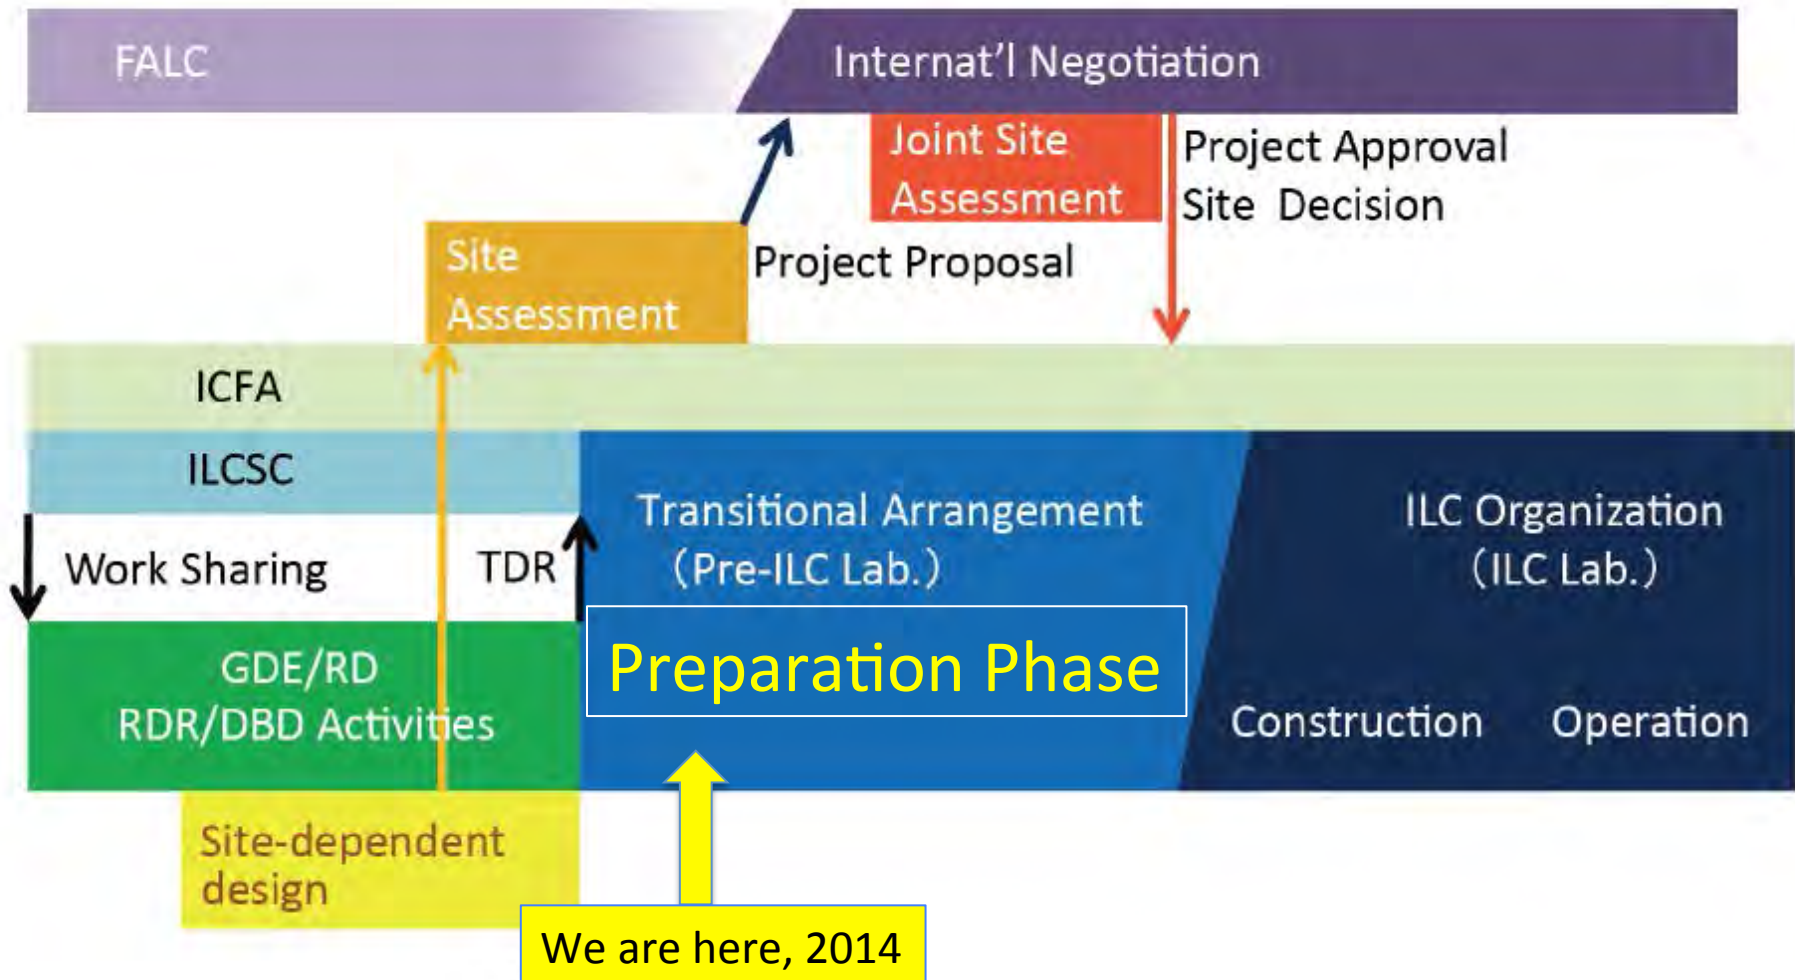 FALC
Internat'l Negotiation
Joint Site
Assessment
Project Approval
Site Decision
Site
Assessment
Project Proposal
ICFA
ILCSC
Work Sharing
TDR
Transitional Arrangement
(Pre-ILC Lab.)
ILC Organization
(ILC Lab.)
GDE/RD
RDR/DBD Activities
Preparation Phase
Construction
Operation
Site-dependent
design
We are here, 2014